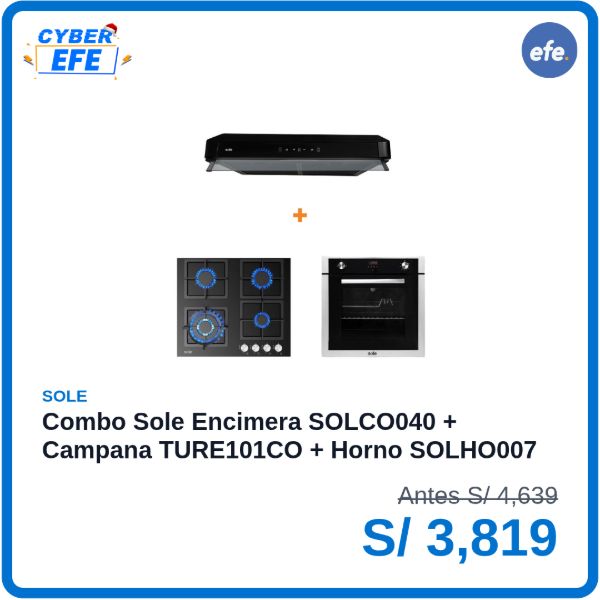 CYBER
EFE
efe.
SOLE
Combo Sole Encimera SOLCO040 +
Campana TURE101CO + Horno SOLHO007
Antes S/ 4,639
S/ 3,819